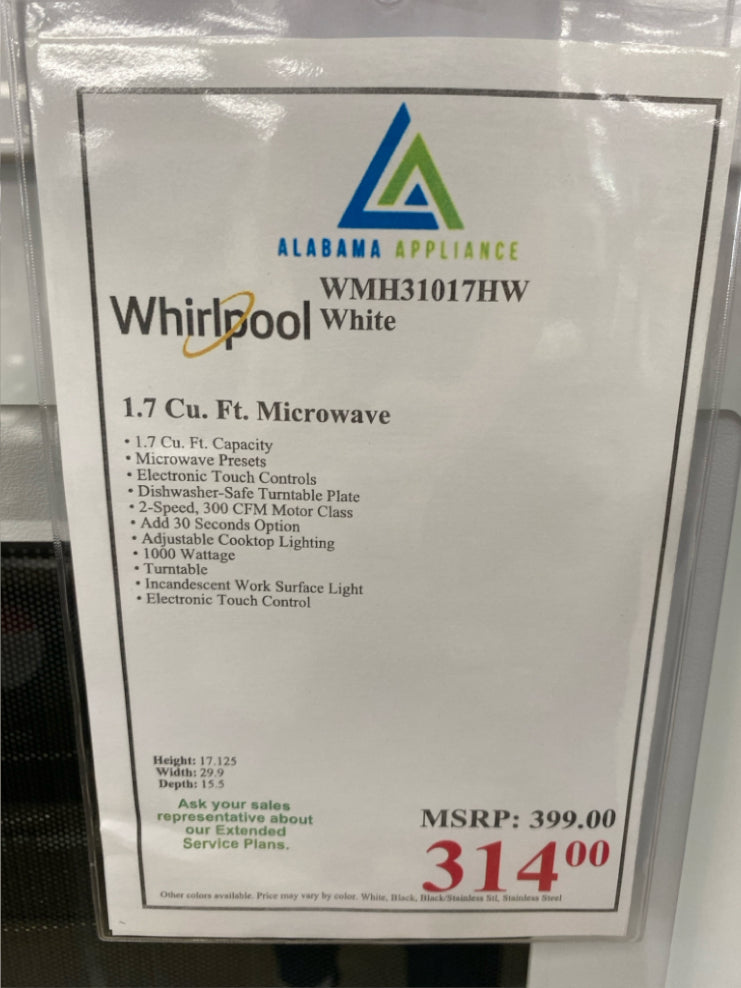 ALABAMA APPLIANCE
WMH31017HW
Whirlpool White
1.7 Cu. Ft. Microwave
• 1.7 Cu. Ft. Capacity
• Microwave Presets
• Electronic Touch Controls
• Dishwasher-Safe Turntable Plate
• 2-Speed, 300 CFM Motor Class
• Add 30 Seconds Option
• Adjustable Cooktop Lighting
• 1000 Wattage
• Turntable
• Incandescent Work Surface Light
• Electronic Touch Control
Height: 17.125
Width: 29.9
Depth: 15.5
Ask your sales
representative about
our Extended
Service Plans.
MSRP: 399.00
314⁰⁰
Other colors available. Price may vary by color. White, Black, Black/Stainless Stl, Stainless Steel